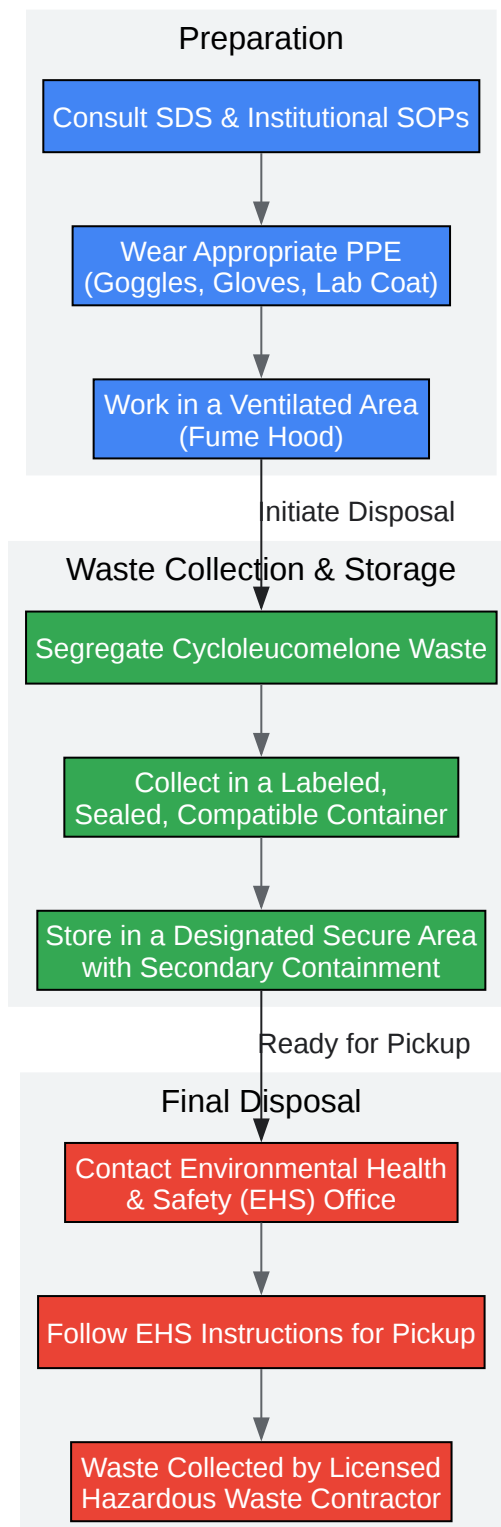 Preparation
Consult SDS & Institutional SOPs
Wear Appropriate PPE
(Goggles, Gloves, Lab Coat)
Work in a Ventilated Area
(Fume Hood)
Initiate Disposal
Waste Collection & Storage
Segregate Cycloleucomelone Waste
Collect in a Labeled,
Sealed, Compatible Container
Store in a Designated Secure Area
with Secondary Containment
Ready for Pickup
Final Disposal
Contact Environmental Health
& Safety (EHS) Office
Follow EHS Instructions for Pickup
Waste Collected by Licensed
Hazardous Waste Contractor